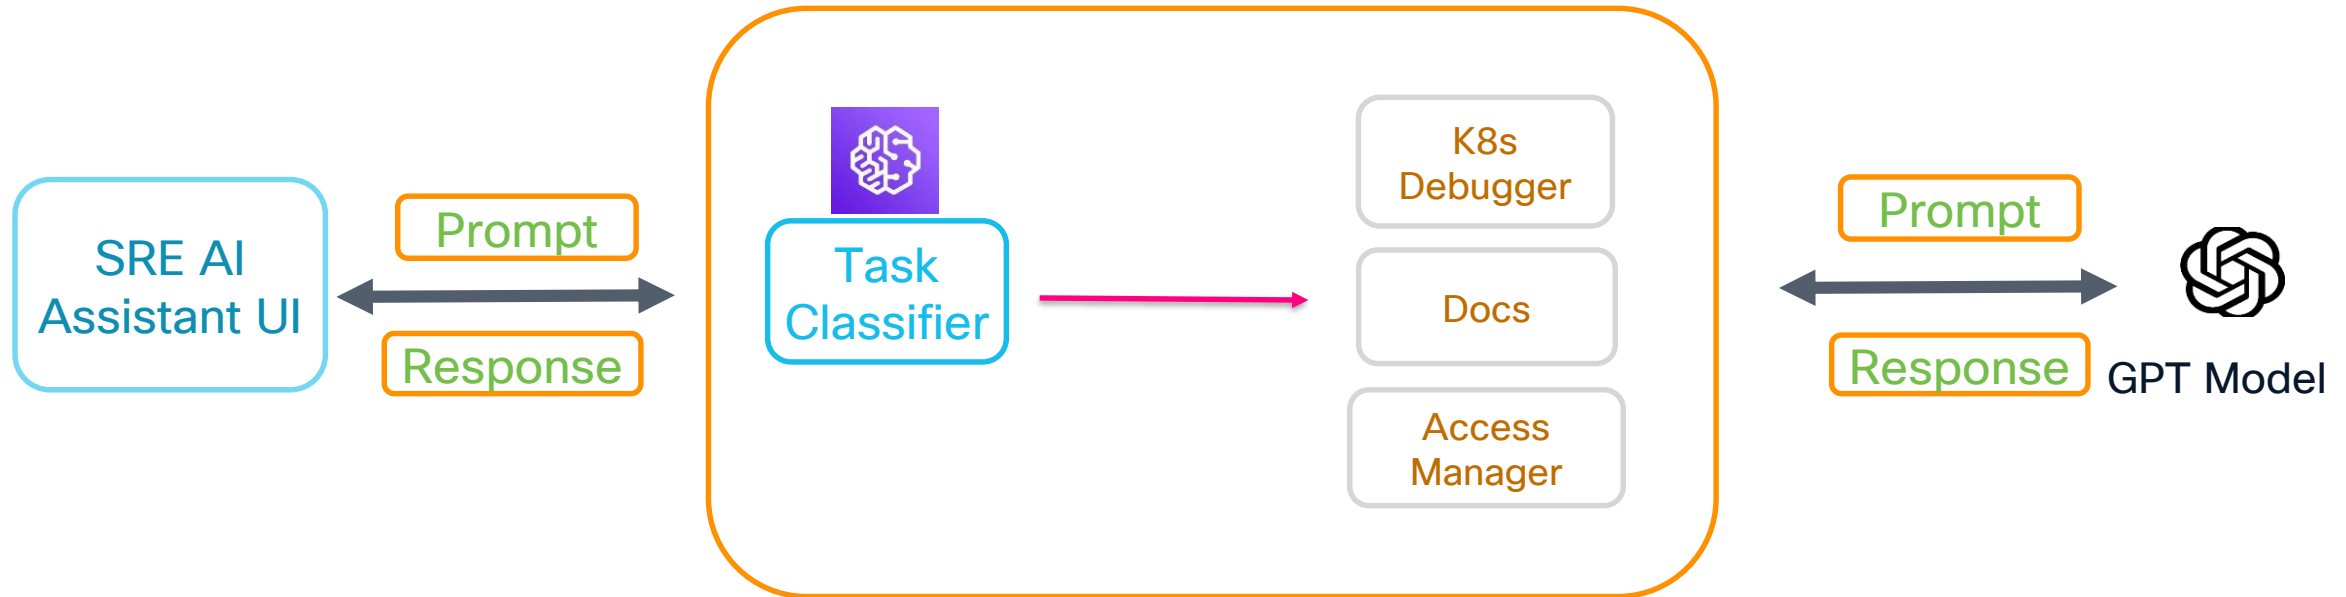 SRE AI
Assistant UI
Prompt
Response
Task
Classifier
K8s
Debugger
Docs
Access
Manager
Prompt
Response
GPT Model